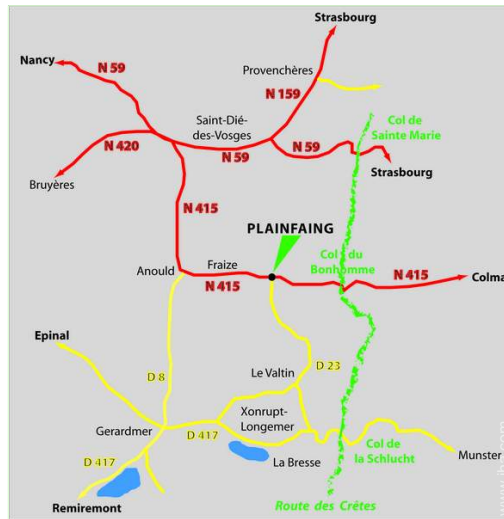 Strasbourg
Nancy
N 59
Provenchères
N 159
Saint-Dié-
des-Vosges
Col de
Sainte Marie
N 420
N 59
N 59
Bruyères
Strasbourg
N 415
PLAINFAING
Anould
Fraize
Col du
Bonhomme
N 415
N 415
Colma
Epinal
D 8
D 23
Le Valtin
Xonrupt-
Longemer
Gerardmer
D 417
D 417
La Bresse
Col de
la Schlucht
Munster
Remiremont
Route des Crêtes